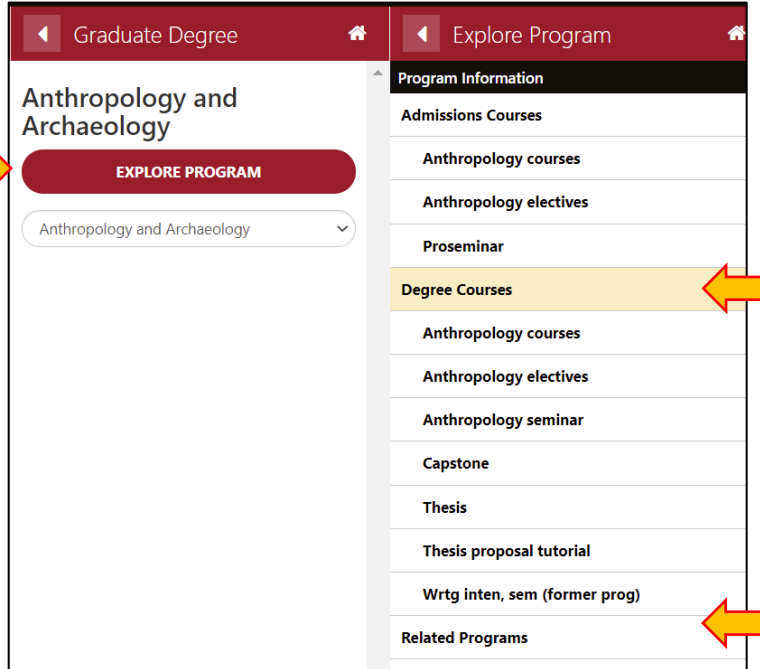 Graduate Degree
Anthropology and
Archaeology
EXPLORE PROGRAM
Anthropology and Archaeology
Explore Program
Program Information
Admissions Courses
Anthropology courses
Anthropology electives
Proseminar
Degree Courses
Anthropology courses
Anthropology electives
Anthropology seminar
Capstone
Thesis
Thesis proposal tutorial
Wrtg inten, sem (former prog)
Related Programs